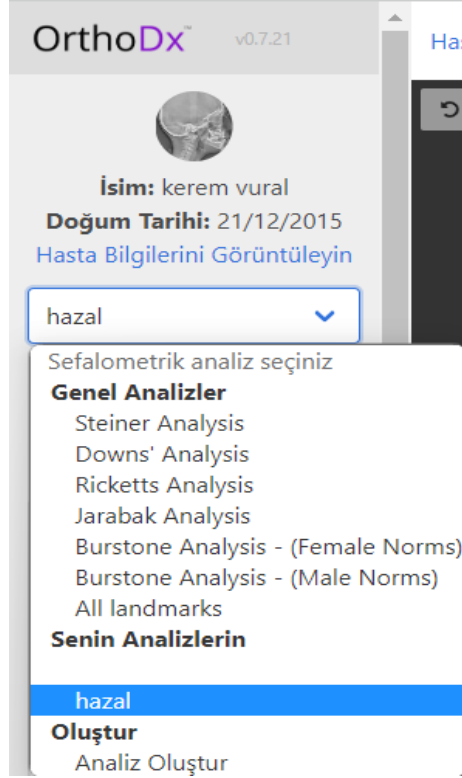 OrthoDx™ v0.7.21
İsim: kerem vural
Doğum Tarihi: 21/12/2015
Hasta Bilgilerini Görüntüleyin
hazal
Sefalometrik analiz seçiniz
Genel Analizler
Steiner Analysis
Downs' Analysis
Ricketts Analysis
Jarabak Analysis
Burstone Analysis - (Female Norms)
Burstone Analysis - (Male Norms)
All landmarks
Senin Analizlerin
hazal
Oluştur
Analiz Oluştur